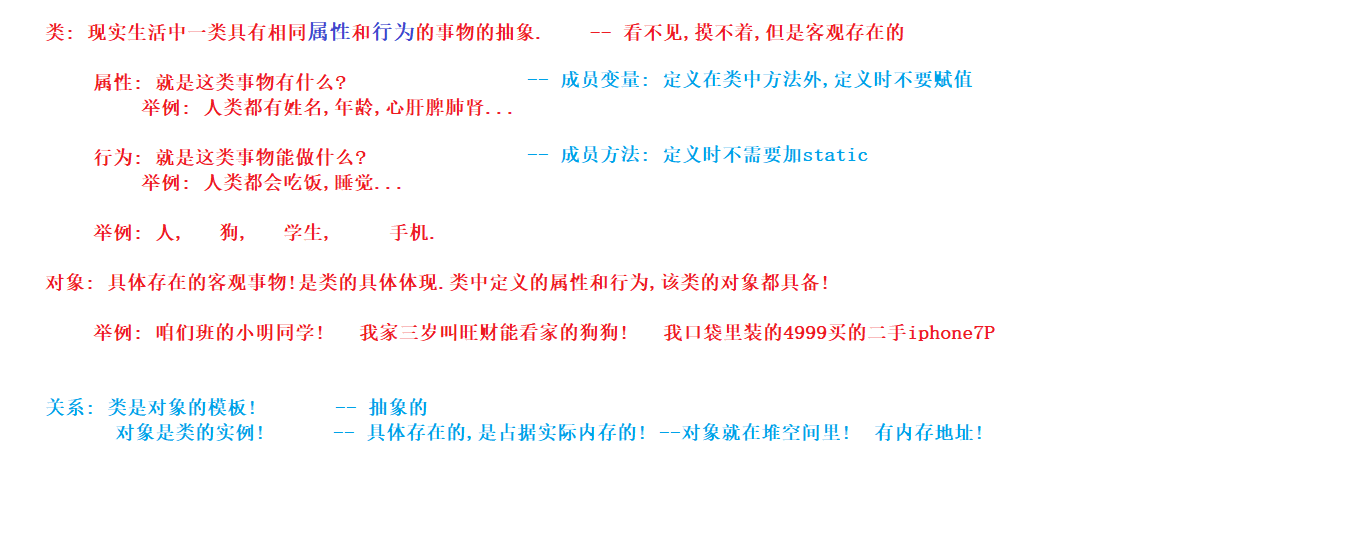 类: 现实生活中一类具有相同属性和行为的事物的抽象. -- 看不见,摸不着,但是客观存在的
属性: 就是这类事物有什么? -- 成员变量: 定义在类中方法外,定义时不要赋值
举例: 人类都有姓名,年龄,心肝脾肺肾...
行为: 就是这类事物能做什么? -- 成员方法: 定义时不需要加static
举例: 人类都会吃饭,睡觉...
举例: 人, 狗, 学生, 手机.
对象: 具体存在的客观事物!是类的具体体现.类中定义的属性和行为,该类的对象都具备!
举例: 咱们班的小明同学! 我家三岁叫旺财能看家的狗狗! 我口袋里装的4999买的二手iphone7P
关系: 类是对象的模板! -- 抽象的
对象是类的实例! -- 具体存在的,是占据实际内存的! --对象就在堆空间里! 有内存地址!